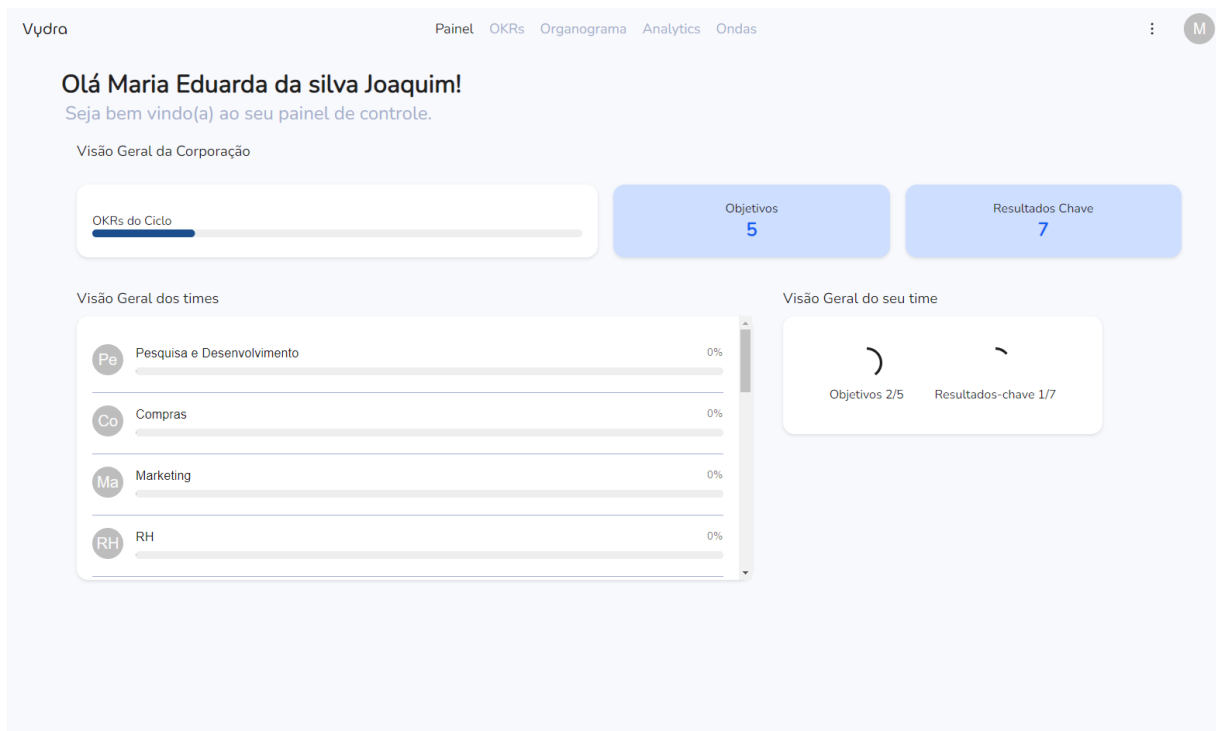 Vydra
Painel OKRs Organograma Analytics Ondas
M
Olá Maria Eduarda da silva Joaquim!
Seja bem vindo(a) ao seu painel de controle.
Visão Geral da Corporação
OKRs do Ciclo
Objetivos
5
Resultados Chave
7
Visão Geral dos times
Pe
Pesquisa e Desenvolvimento
0%
Co
Compras
0%
Ma
Marketing
0%
RH
RH
0%
Visão Geral do seu time
Objetivos 2/5
Resultados-chave 1/7